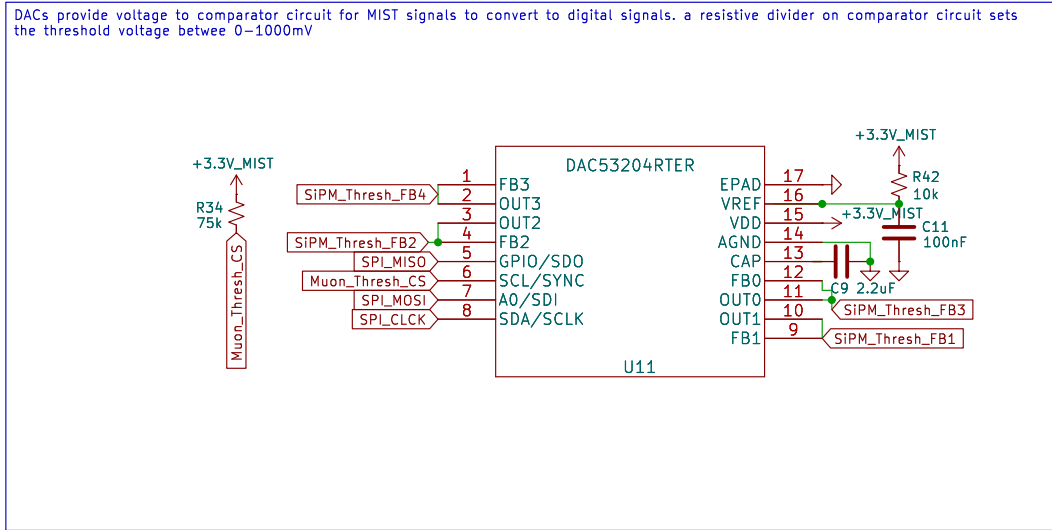 DACs provide voltage to comparator circuit for MIST signals to convert to digital signals. a resistive divider on comparator circuit sets
the threshold voltage betwee 0-1000mV
+3.3V_MIST
R34
75k
Muon_Thresh_CS
SiPM_Thresh_FB4
SiPM_Thresh_FB2
SPI_MISO
Muon_Thresh_CS
SPI_MOSI
SPI_CLCK
DAC53204RTER
1 FB3
2 OUT3
3 OUT2
4 FB2
5 GPIO/SDO
6 SCL/SYNC
7 A0/SDI
8 SDA/SCLK
EPAD 17
VREF 16
VDD 15
AGND 14
CAP 13
FB0 12
OUT0 11
OUT1 10
FB1 9
U11
+3.3V_MIST
R42
10k
+3.3V_MIST
C11
100nF
C9 2.2uF
SiPM_Thresh_FB3
SiPM_Thresh_FB1